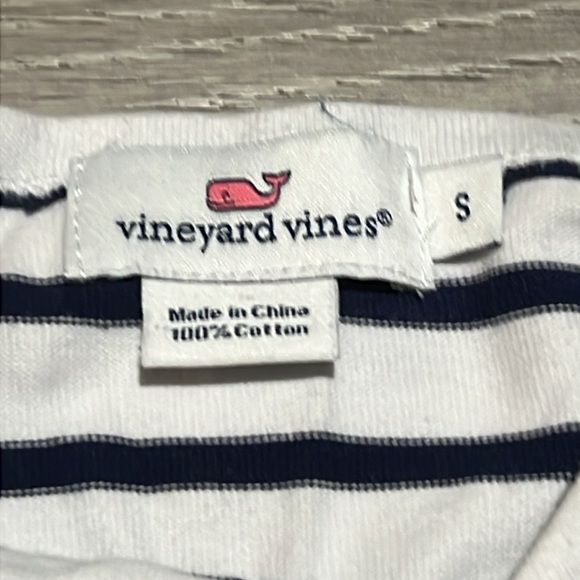 vineyard vines®
S
Made in China
100% Cotton